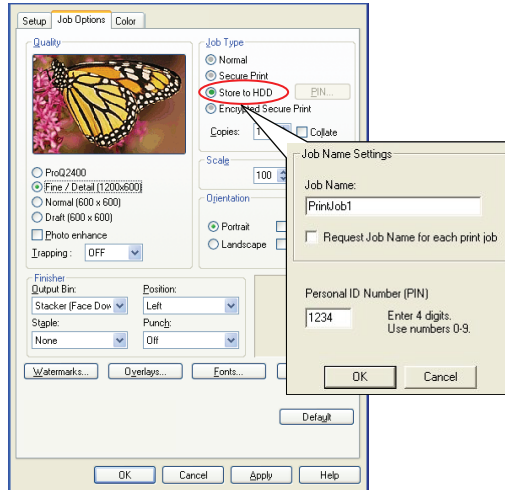 Setup
Job Options
Color
Quality
ProQ2400
Fine / Detail (1200x600)
Normal (600 x 600)
Draft (600 x 600)
Photo enhance
Trapping : OFF
Job Type
Normal
Secure Print
Store to HDD
PIN...
Encrypted Secure Print
Copies: 1
Collate
Scale
100
Orientation
Portrait
Landscape
Finisher
Output Bin:
Position:
Stacker (Face Dow
Left
Staple:
Punch:
None
Off
Watermarks...
Overlays...
Fonts...
Default
OK
Cancel
Apply
Help
Job Name Settings
Job Name:
PrintJob1
Request Job Name for each print job
Personal ID Number (PIN)
1234
Enter 4 digits.
Use numbers 0-9.
OK
Cancel